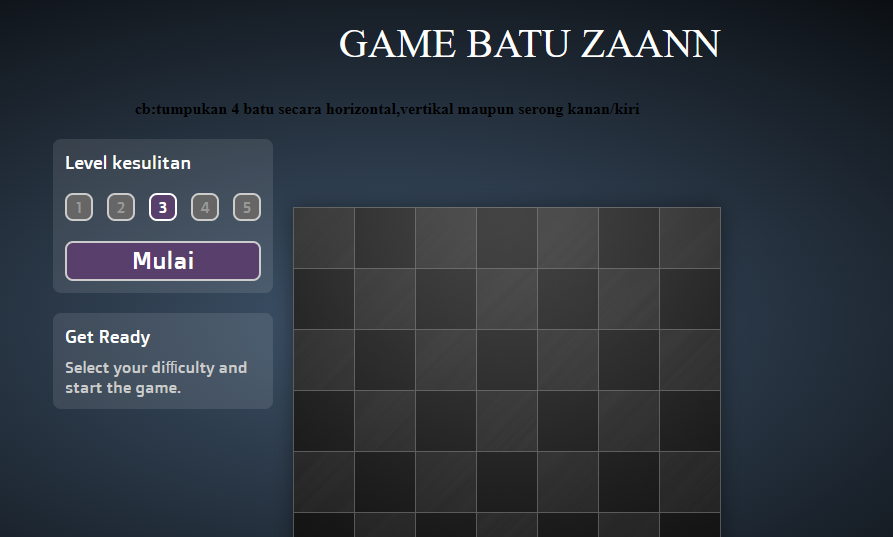 GAME BATU ZAANN
cb:tumpukan 4 batu secara horizontal,vertikal maupun serong kanan/kiri
Level kesulitan
1 2 3 4 5
Mulai
Get Ready
Select your difficulty and
start the game.